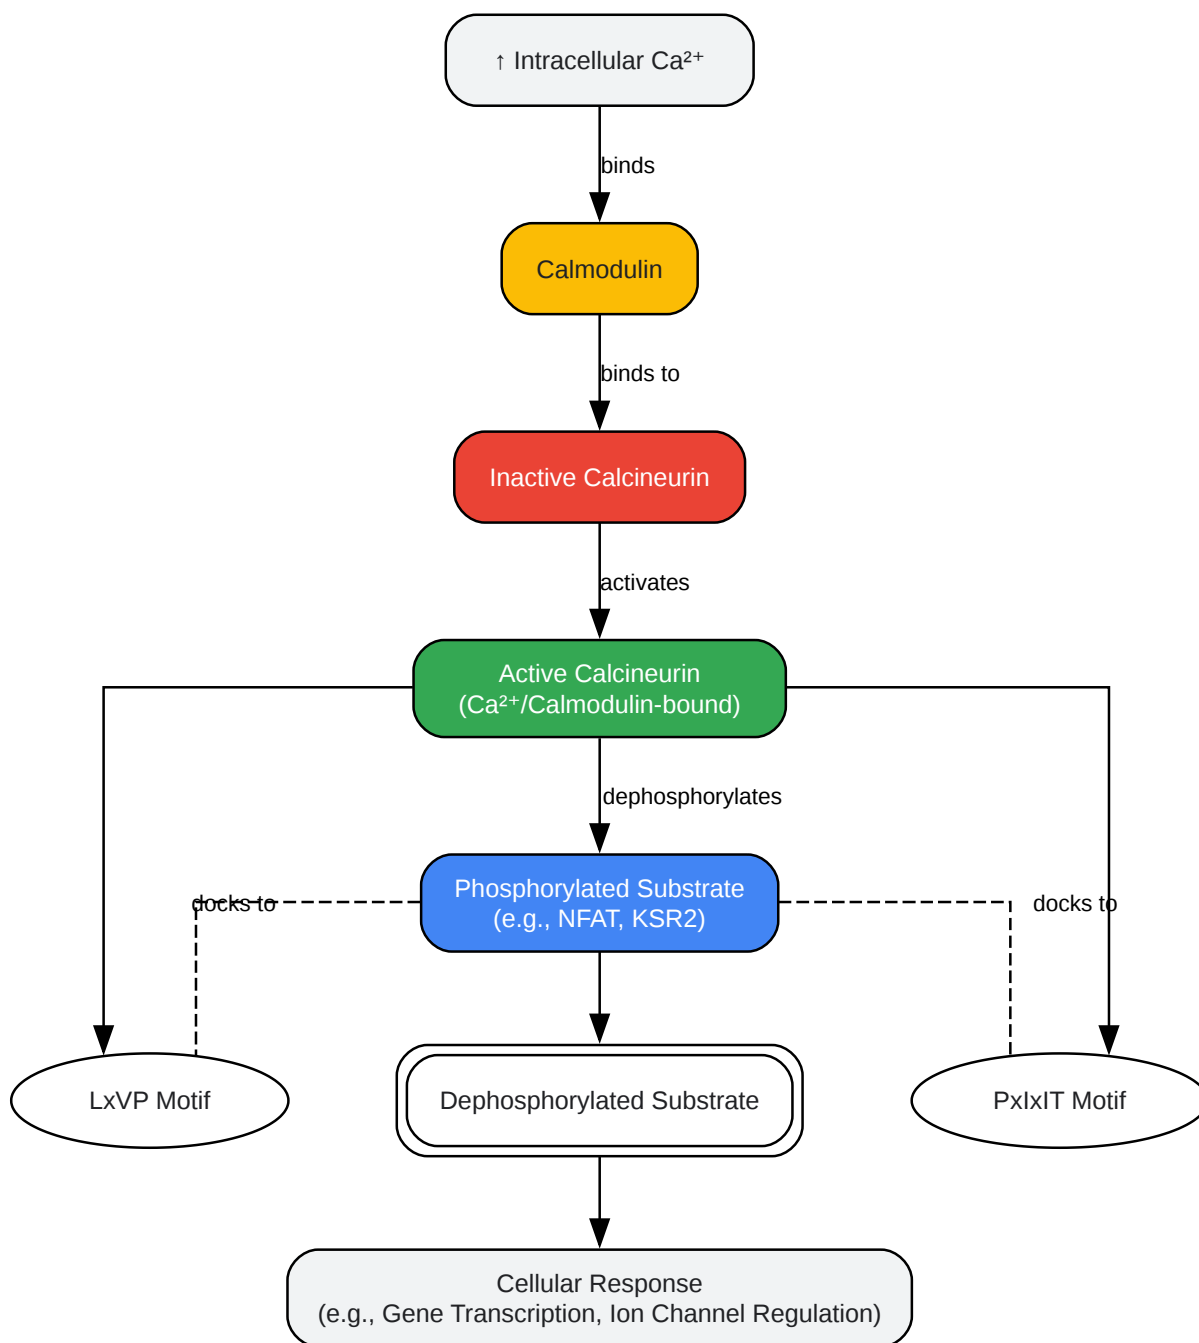 ↑ Intracellular Ca²⁺
binds
Calmodulin
binds to
Inactive Calcineurin
activates
Active Calcineurin
(Ca²⁺/Calmodulin-bound)
dephosphorylates
Phosphorylated Substrate
(e.g., NFAT, KSR2)
docks to
docks to
LxVP Motif
Dephosphorylated Substrate
PxIxIT Motif
Cellular Response
(e.g., Gene Transcription, Ion Channel Regulation)